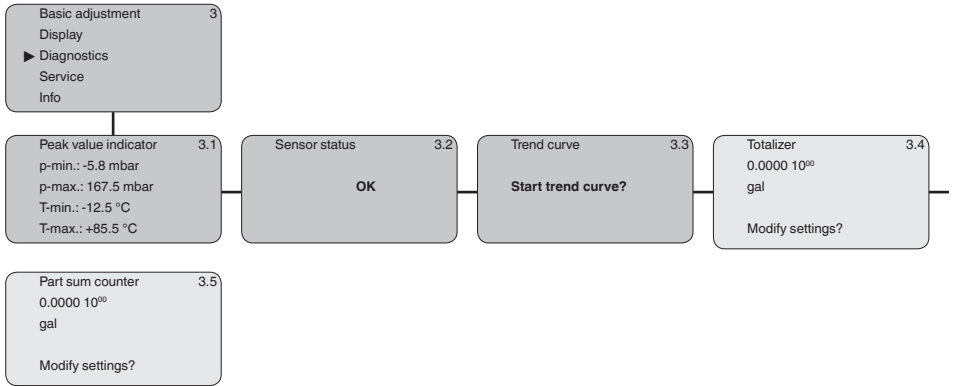 Basic adjustment 3
Display
▶ Diagnostics
Service
Info
Peak value indicator 3.1
p-min.: -5.8 mbar
p-max.: 167.5 mbar
T-min.: -12.5 °C
T-max.: +85.5 °C
Sensor status 3.2
OK
Trend curve 3.3
Start trend curve?
Totalizer 3.4
0.0000 10⁰⁰
gal
Modify settings?
Part sum counter 3.5
0.0000 10⁰⁰
gal
Modify settings?